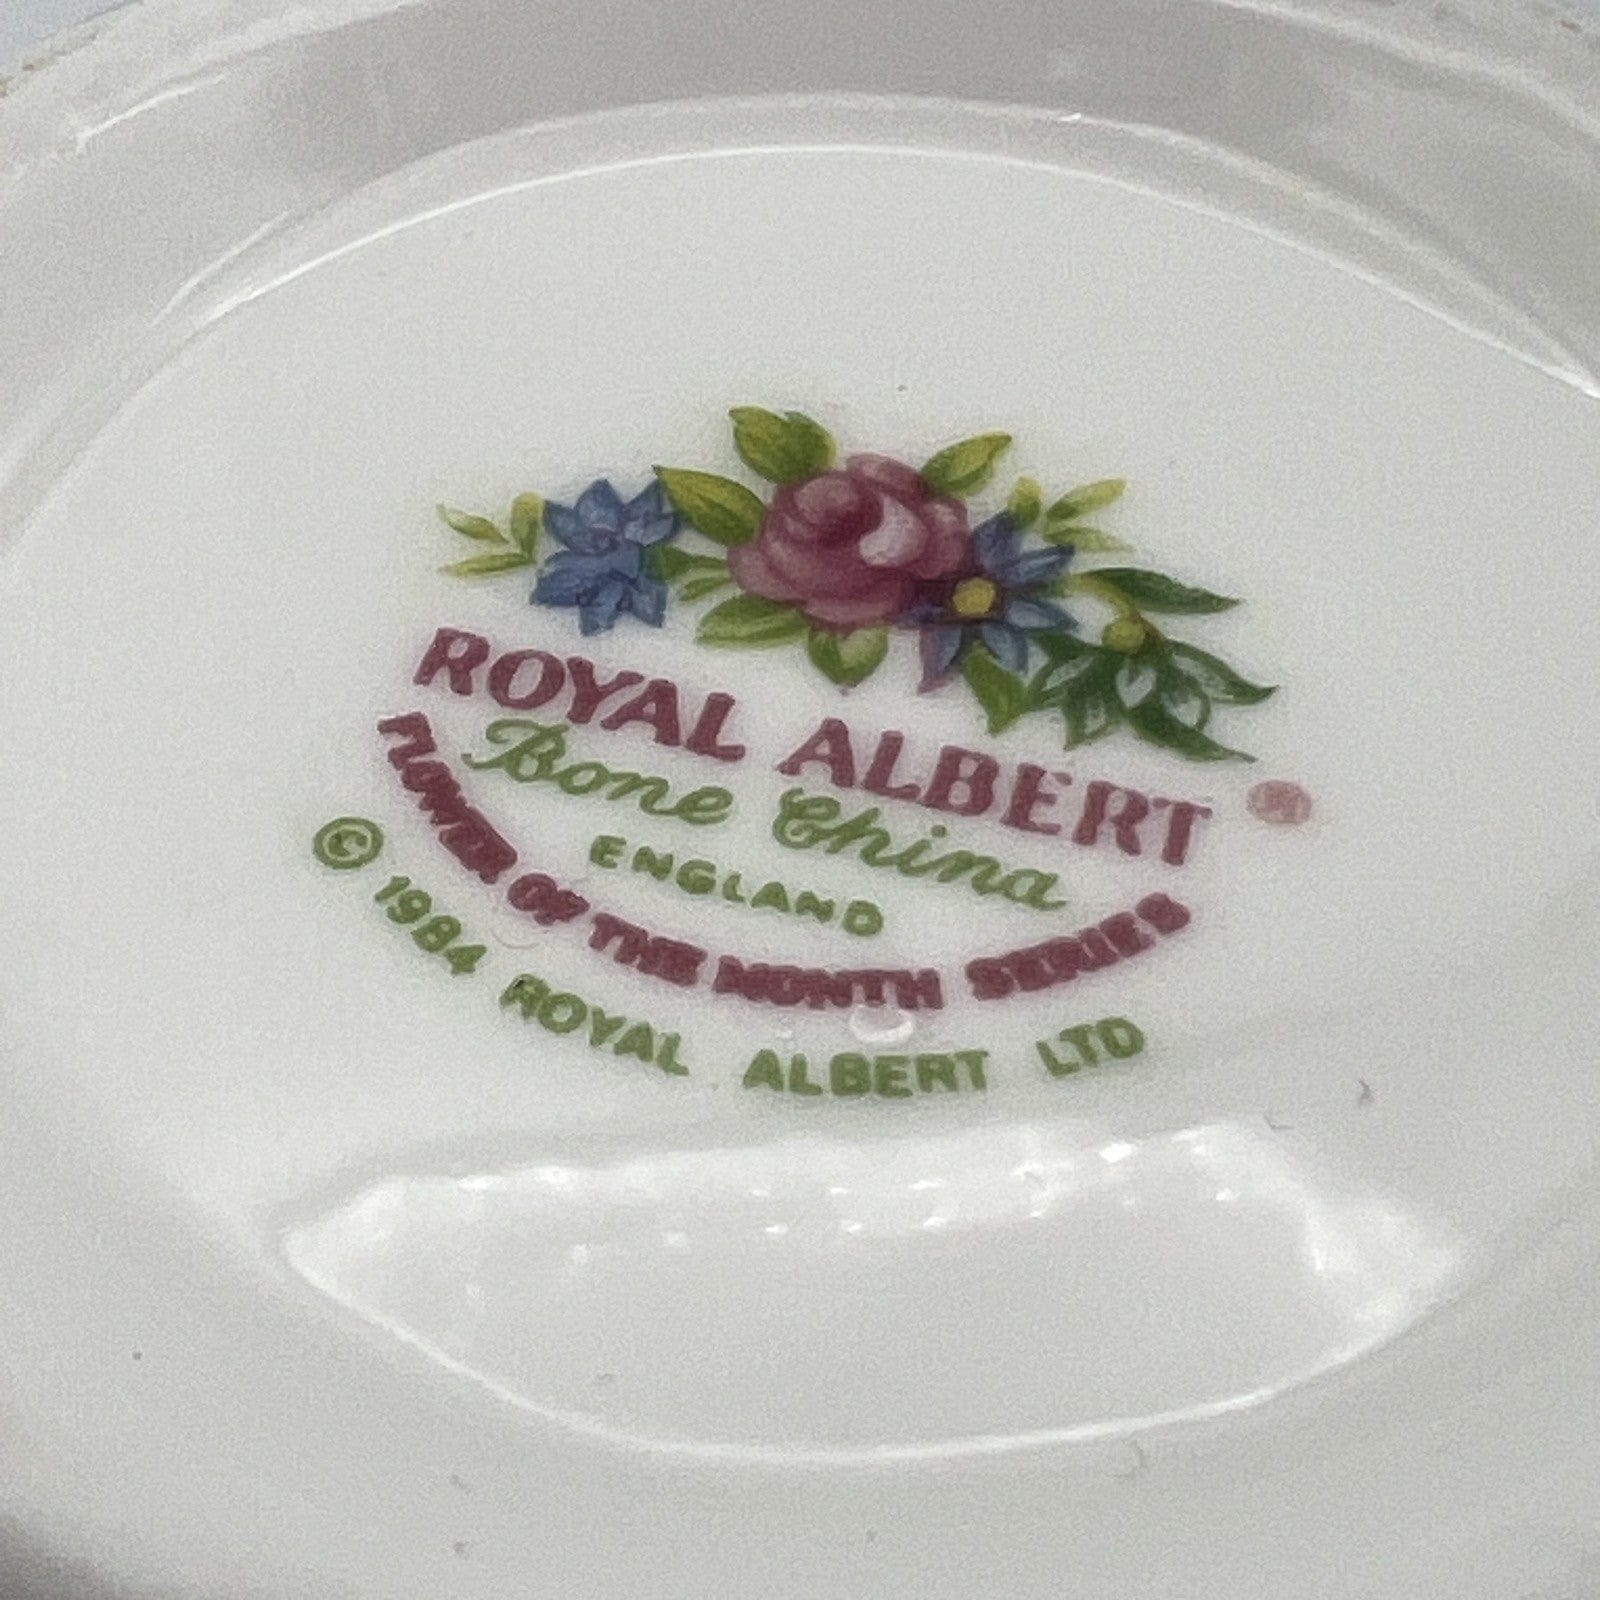 ROYAL ALBERT ®
Bone China
ENGLAND
FLOWER OF THE MONTH SERIES
© 1984 ROYAL ALBERT LTD